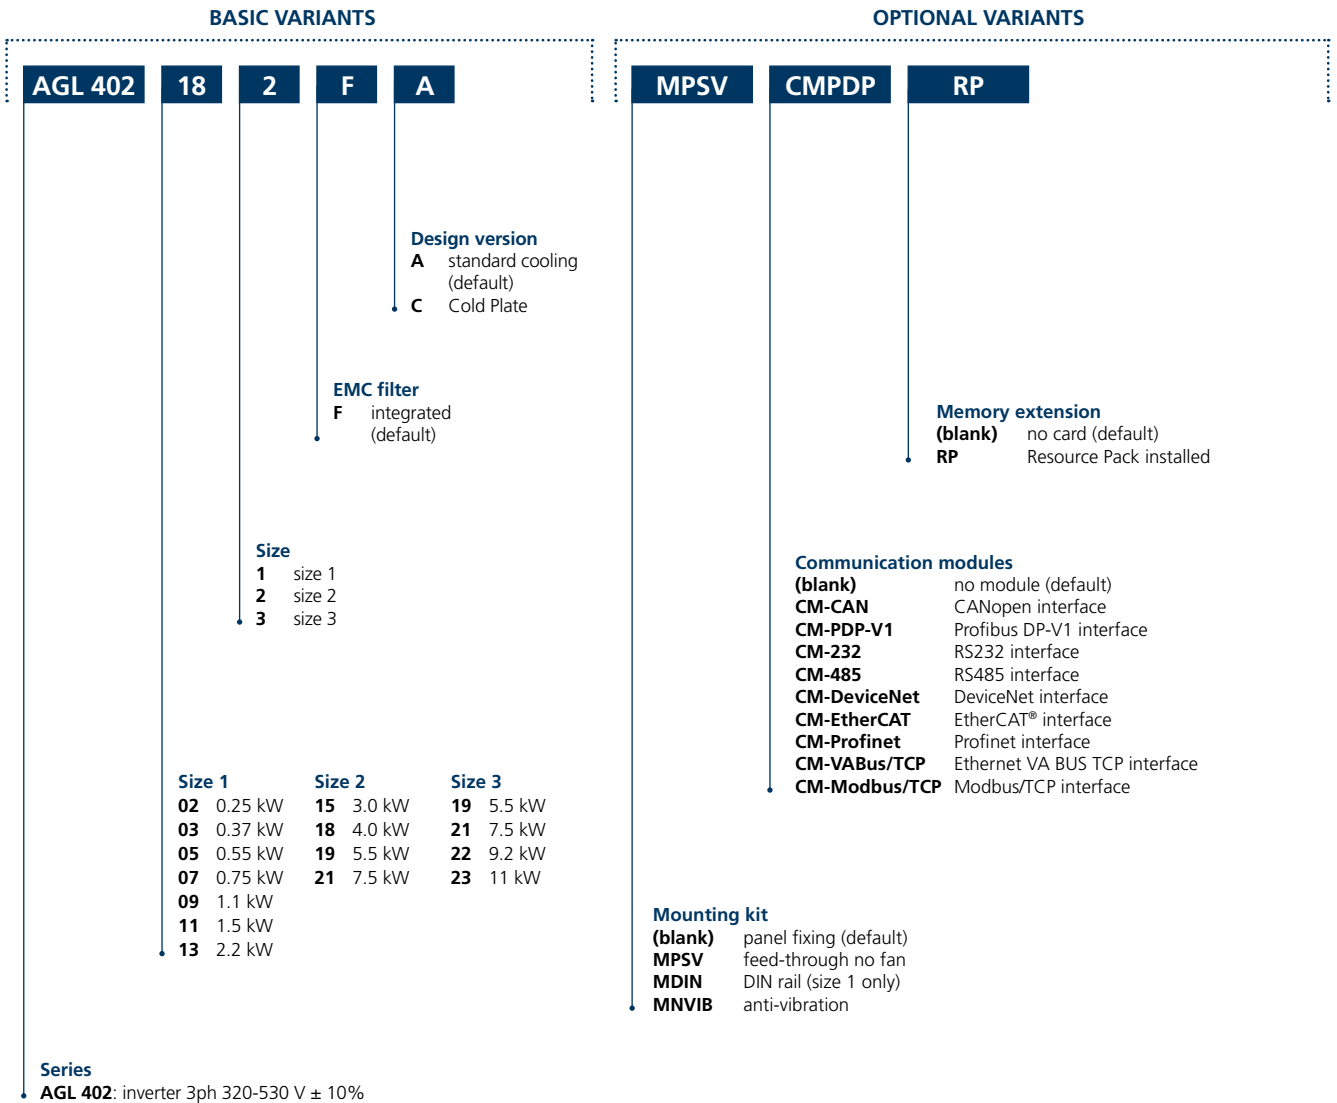 BASIC VARIANTS
OPTIONAL VARIANTS
AGL 402 18 2 F A MPSV CMPDP RP
Design version
A standard cooling
(default)
C Cold Plate
EMC filter
F integrated
(default)
Memory extension
(blank) no card (default)
RP Resource Pack installed
Size
1 size 1
2 size 2
3 size 3
Communication modules
(blank) no module (default)
CM-CAN CANopen interface
CM-PDP-V1 Profibus DP-V1 interface
CM-232 RS232 interface
CM-485 RS485 interface
CM-DeviceNet DeviceNet interface
CM-EtherCAT EtherCAT® interface
CM-Profinet Profinet interface
CM-VABus/TCP Ethernet VA BUS TCP interface
CM-Modbus/TCP Modbus/TCP interface
Size 1 Size 2 Size 3
02 0.25 kW 15 3.0 kW 19 5.5 kW
03 0.37 kW 18 4.0 kW 21 7.5 kW
05 0.55 kW 19 5.5 kW 22 9.2 kW
07 0.75 kW 21 7.5 kW 23 11 kW
09 1.1 kW
11 1.5 kW
13 2.2 kW
Mounting kit
(blank) panel fixing (default)
MPSV feed-through no fan
MDIN DIN rail (size 1 only)
MNVIB anti-vibration
Series
AGL 402: inverter 3ph 320-530 V ± 10%